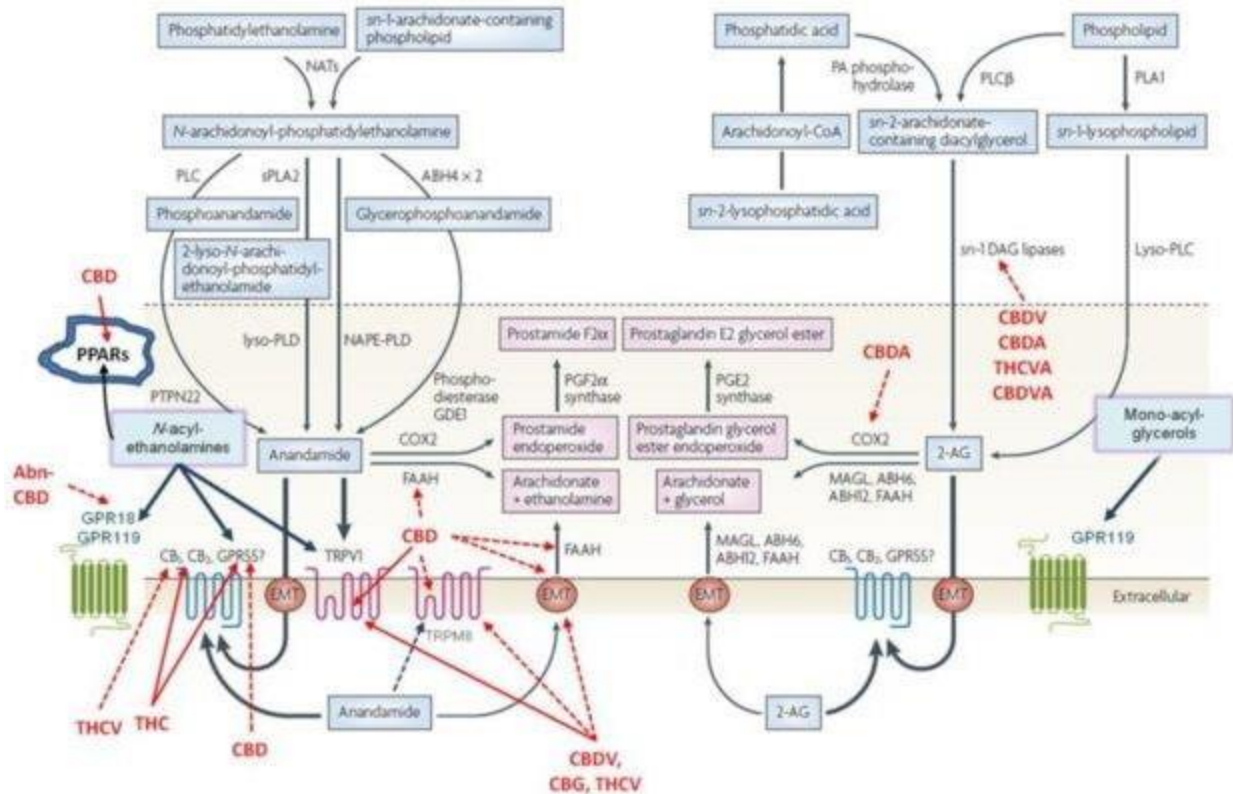 Phosphatidylethanolamine
sn-1-arachidonate-containing
phospholipid
NATs
N-arachidonoyl-phosphatidylethanolamine
PLC
sPLA2
ABH4 × 2
Phosphoanandamide
Glycerophosphoanandamide
2-lyso-N-arachi-
donoyl-phosphatidyl-
ethanolamide
Phosphatidic acid
Phospholipid
PA phospho-
hydrolase
PLCβ
PLA1
Arachidonoyl-CoA
sn-2-arachidonate-
containing diacylglycerol
sn-1-lysophospholipid
sn-2-lysophosphatidic acid
sn-1 DAG lipases
Lyso-PLC
CBD
PPARs
lyso-PLD
NAPE-PLD
Prostamide F2α
Prostaglandin E2 glycerol ester
CBDA
CBDV
CBDA
THCVA
CBDVA
PTPN22
Phospho-
diesterase
GDE1
PGF2α
synthase
PGE2
synthase
N-acyl-
ethanolamines
Anandamide
COX2
Prostamide
endoperoxide
Prostaglandin glycerol
ester endoperoxide
COX2
2-AG
Mono-acyl-
glycerols
FAAH
Arachidonate
+ ethanolamine
Arachidonate
+ glycerol
MAGL, ABH6,
ABH12, FAAH
Abn-
CBD
GPR18
GPR119
CB₁, CB₂, GPR55?
TRPV1
CBD
FAAH
MAGL, ABH6,
ABH12, FAAH
CB₁, CB₂, GPR55?
GPR119
EMT
EMT
EMT
EMT
Extracellular
TRPM8
Anandamide
2-AG
THCV
THC
CBD
CBDV,
CBG, THCV